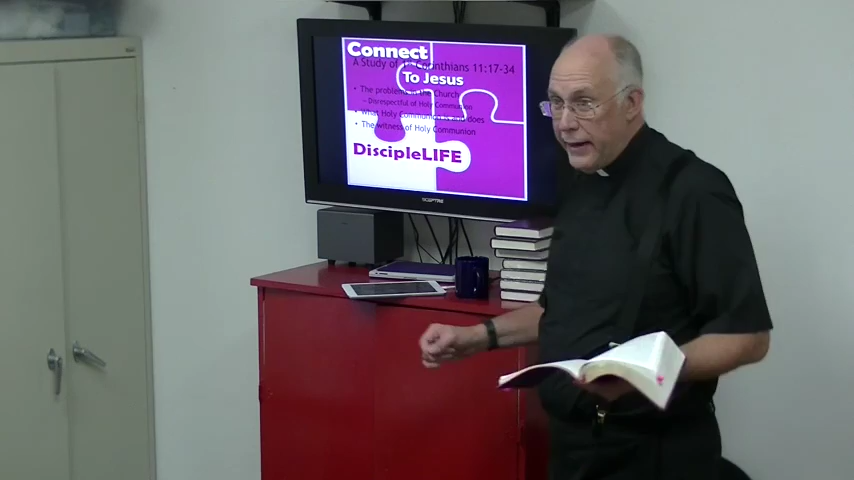 Connect
A Study of 1 Corinthians 11:17-34
To Jesus
• The problems in the Church
– Disrespectful of Holy Communion
• What Holy Communion is and does
• The witness of Holy Communion
DiscipleLIFE
SCEPTRE